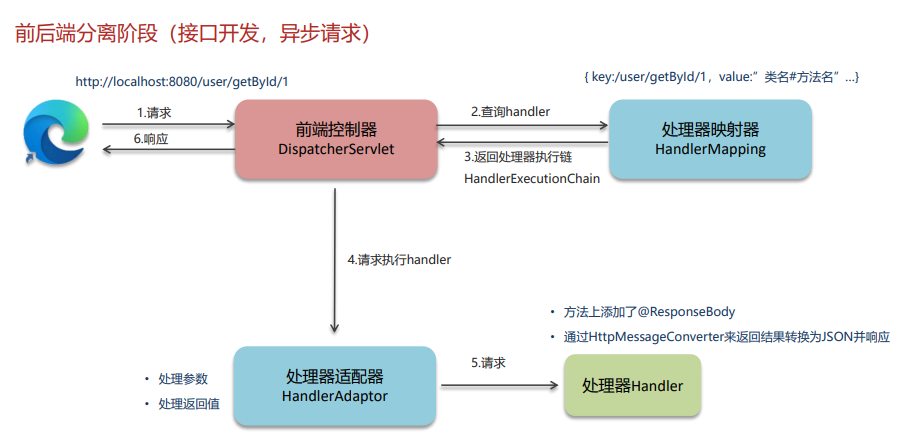 前后端分离阶段（接口开发，异步请求）
http://localhost:8080/user/getById/1
{ key:/user/getById/1，value:”类名#方法名”…}
1.请求
6.响应
前端控制器
DispatcherServlet
2.查询handler
3.返回处理器执行链
HandlerExecutionChain
处理器映射器
HandlerMapping
4.请求执行handler
• 方法上添加了@ResponseBody
• 通过HttpMessageConverter来返回结果转换为JSON并响应
• 处理参数
• 处理返回值
处理器适配器
HandlerAdaptor
5.请求
处理器Handler